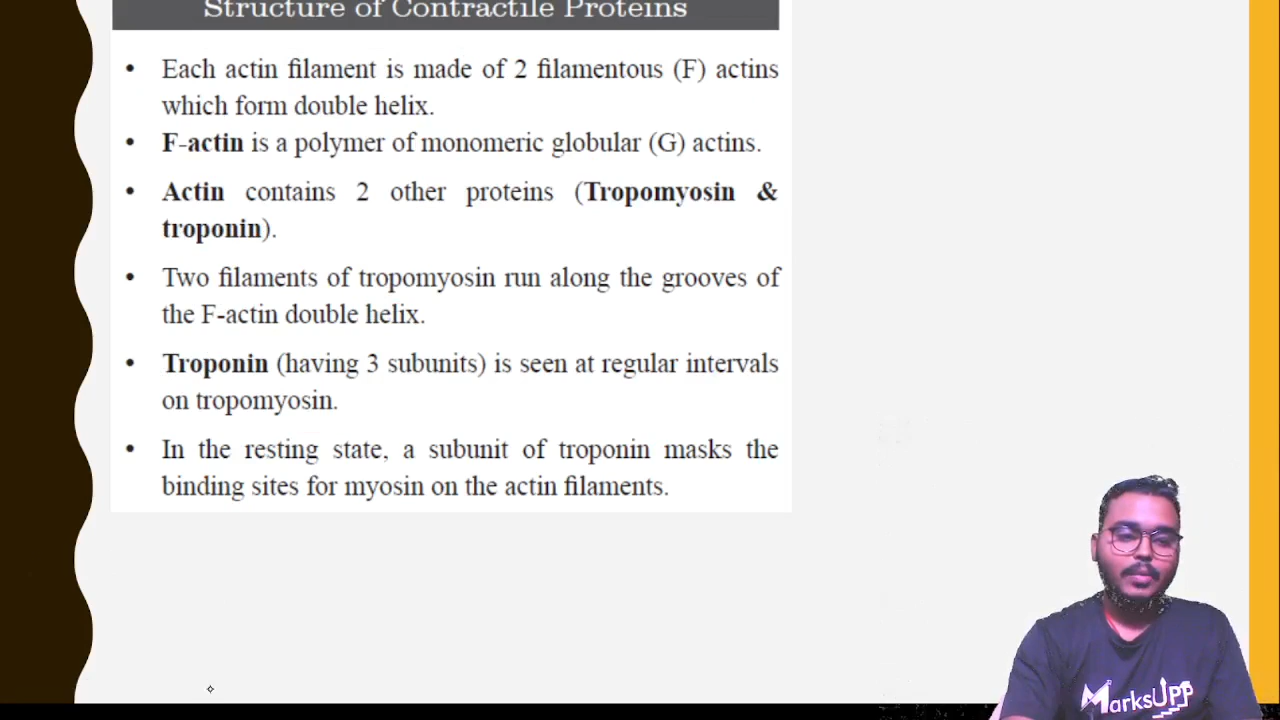 Structure of Contractile Proteins
• Each actin filament is made of 2 filamentous (F) actins
which form double helix.
• F-actin is a polymer of monomeric globular (G) actins.
• Actin contains 2 other proteins (Tropomyosin &
troponin).
• Two filaments of tropomyosin run along the grooves of
the F-actin double helix.
• Troponin (having 3 subunits) is seen at regular intervals
on tropomyosin.
• In the resting state, a subunit of troponin masks the
binding sites for myosin on the actin filaments.
MarksUpp